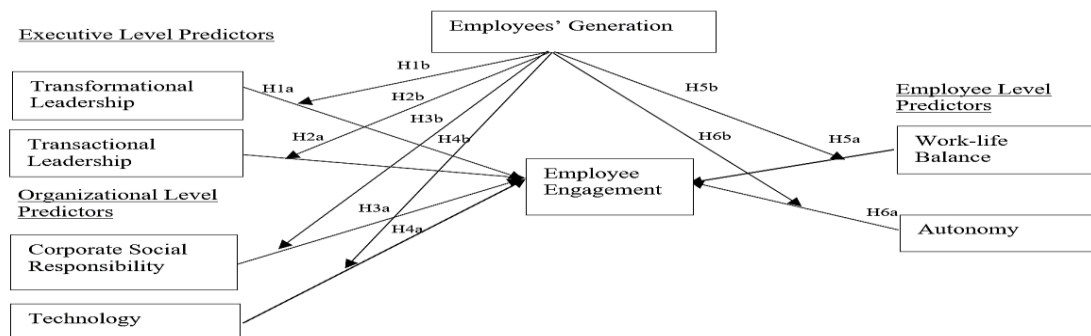 Employees' Generation
Executive Level Predictors
Transformational
Leadership
H1a
H1b
H2b
H3b
H4b
H5b
H6b
Employee Level
Predictors
Transactional
Leadership
H2a
H5a
Work-life
Balance
Employee
Engagement
Organizational Level
Predictors
H3a
H4a
H6a
Corporate Social
Responsibility
Autonomy
Technology